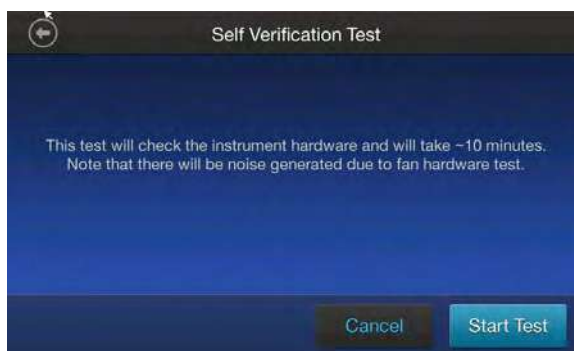 Self Verification Test
This test will check the instrument hardware and will take ~10 minutes.
Note that there will be noise generated due to fan hardware test.
Cancel
Start Test